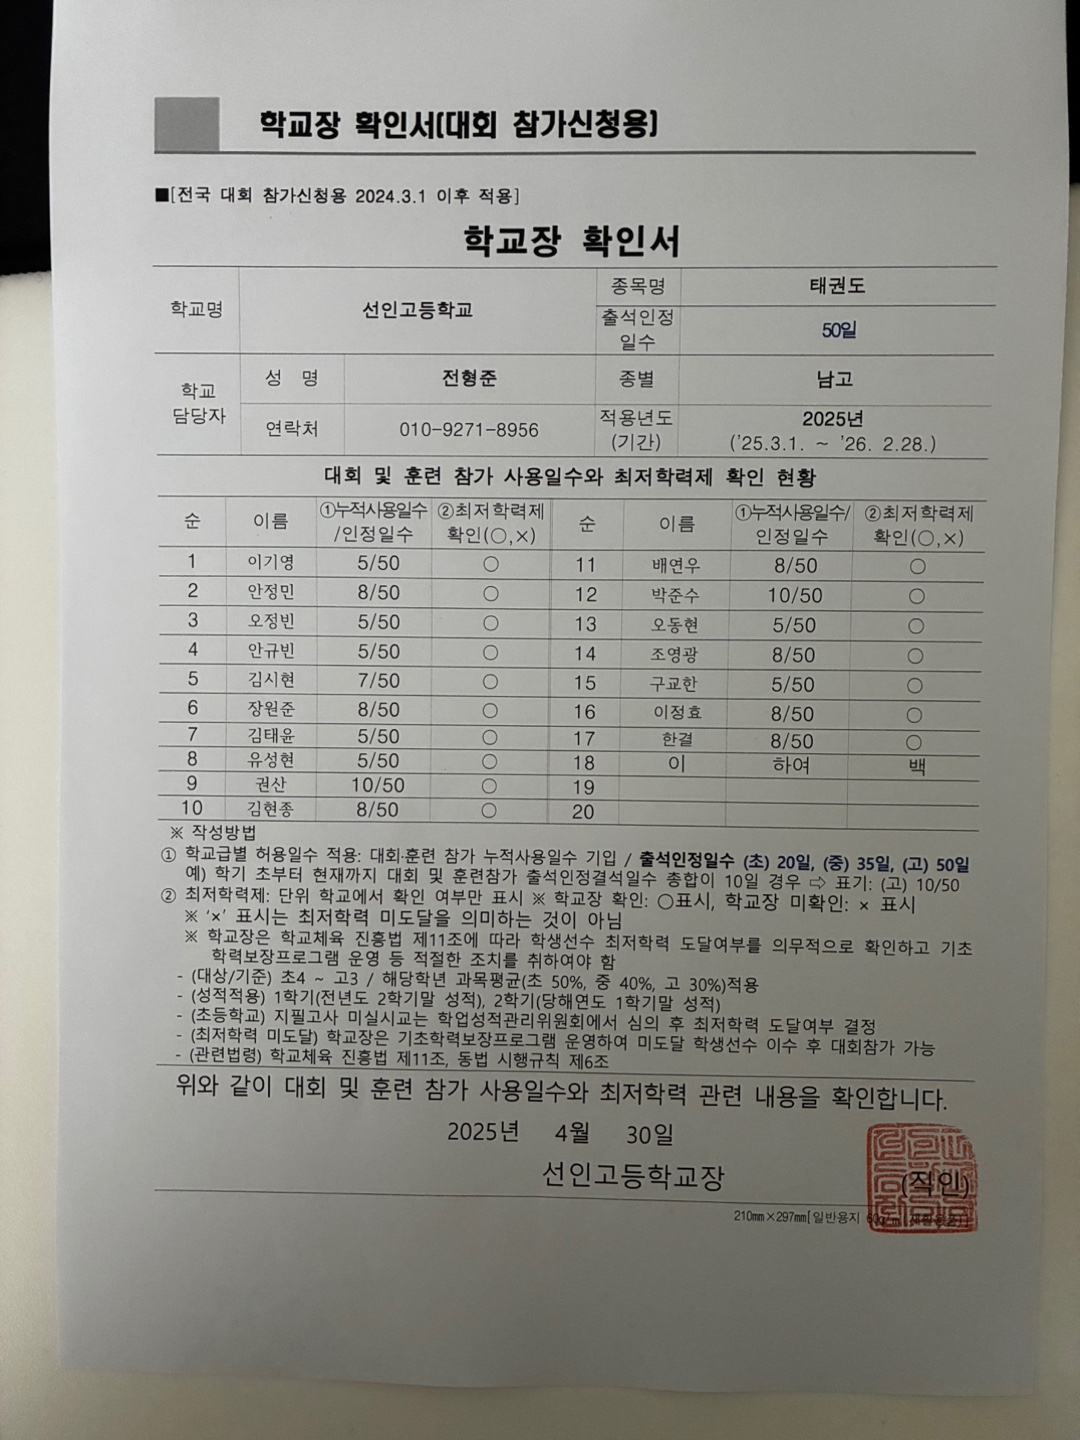 학교장 확인서(대회 참가신청용)
■[전국 대회 참가신청용 2024.3.1 이후 적용]
학교장 확인서
학교명 선인고등학교 종목명 태권도
출석인정 일수 50일
학교 담당자 성 명 전형준 종별 남고
연락처 010-9271-8956 적용년도 (기간) 2025년 ('25.3.1. ~ '26. 2.28.)
대회 및 훈련 참가 사용일수와 최저학력제 확인 현황
순 이름 ①누적사용일수/인정일수 ②최저학력제 확인(○,×) 순 이름 ①누적사용일수/인정일수 ②최저학력제 확인(○,×)
1 이기영 5/50 ○ 11 배연우 8/50 ○
2 안정민 8/50 ○ 12 박준수 10/50 ○
3 오정빈 5/50 ○ 13 오동현 5/50 ○
4 안규빈 5/50 ○ 14 조영광 8/50 ○
5 김시현 7/50 ○ 15 구교한 5/50 ○
6 장원준 8/50 ○ 16 이정효 8/50 ○
7 김태윤 5/50 ○ 17 한결 8/50 ○
8 유성현 5/50 ○ 18 이 하여 백
9 권산 10/50 ○ 19
10 김현종 8/50 ○ 20
※ 작성방법
① 학교급별 허용일수 적용: 대회·훈련 참가 누적사용일수 기입 / 출석인정일수 (초) 20일, (중) 35일, (고) 50일
예) 학기 초부터 현재까지 대회 및 훈련참가 출석인정결석일수 총합이 10일 경우 ⇨ 표기: (고) 10/50
② 최저학력제: 단위 학교에서 확인 여부만 표시 ※ 학교장 확인: ○표시, 학교장 미확인: × 표시
※ '×' 표시는 최저학력 미도달을 의미하는 것이 아님
※ 학교장은 학교체육 진흥법 제11조에 따라 학생선수 최저학력 도달여부를 의무적으로 확인하고 기초
학력보장프로그램 운영 등 적절한 조치를 취하여야 함
- (대상/기준) 초4 ~ 고3 / 해당학년 과목평균(초 50%, 중 40%, 고 30%)적용
- (성적적용) 1학기(전년도 2학기말 성적), 2학기(당해연도 1학기말 성적)
- (초등학교) 지필고사 미실시교는 학업성적관리위원회에서 심의 후 최저학력 도달여부 결정
- (최저학력 미도달) 학교장은 기초학력보장프로그램 운영하여 미도달 학생선수 이수 후 대회참가 가능
- (관련법령) 학교체육 진흥법 제11조, 동법 시행규칙 제6조
위와 같이 대회 및 훈련 참가 사용일수와 최저학력 관련 내용을 확인합니다.
2025년 4월 30일
선인고등학교장 (직인)
210mm×297mm[일반용지